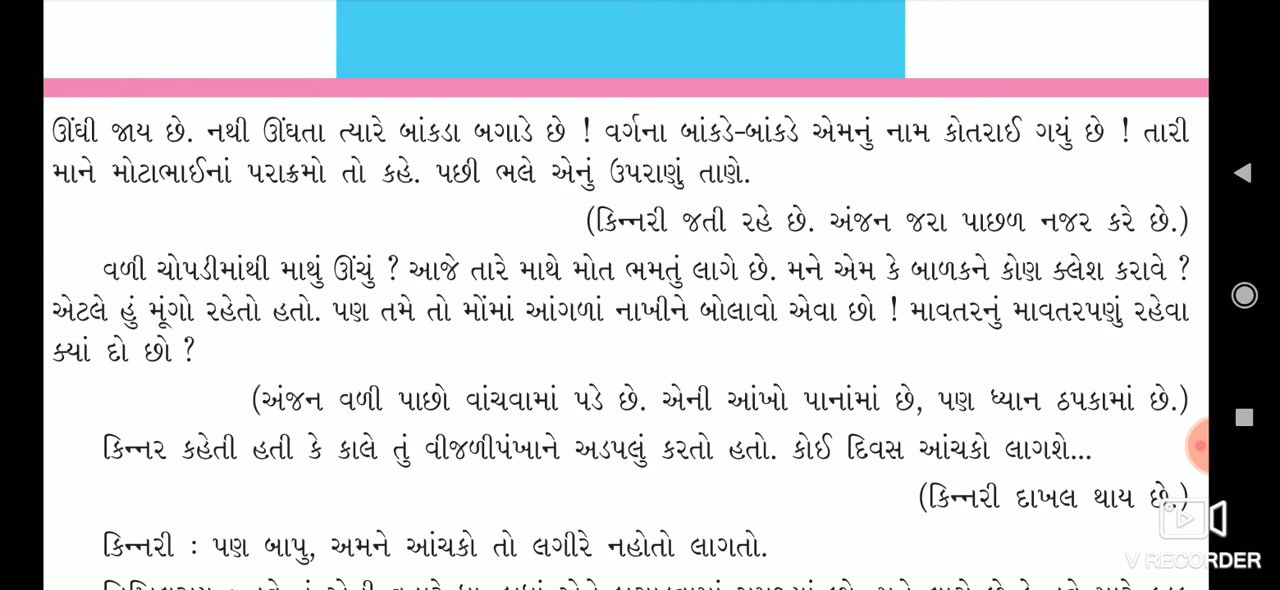 ઊંઘી જાય છે. નથી ઊંઘતા ત્યારે બાંકડા બગાડે છે ! વર્ગના બાંકડે-બાંકડે એમનું નામ કોતરાઈ ગયું છે ! તારી
માને મોટાભાઈનાં પરાક્રમો તો કહે. પછી ભલે એનું ઉપરાણું તાણે.
(કિન્નરી જતી રહે છે. અંજન જરા પાછળ નજર કરે છે.)
વળી ચોપડીમાંથી માથું ઊંચું ? આજે તારે માથે મોત ભમતું લાગે છે. મને એમ કે બાળકને કોણ ક્લેશ કરાવે ?
એટલે હું મૂંગો રહેતો હતો. પણ તમે તો મોંમાં આંગળાં નાખીને બોલાવો એવા છો ! માવતરનું માવતરપણું રહેવા
ક્યાં દો છો ?
(અંજન વળી પાછો વાંચવામાં પડે છે. એની આંખો પાનાંમાં છે, પણ ધ્યાન ઠપકામાં છે.)
કિન્નર કહેતી હતી કે કાલે તું વીજળીપંખાને અડપલું કરતો હતો. કોઈ દિવસ આંચકો લાગશે...
(કિન્નરી દાખલ થાય છે.)
કિન્નરી : પણ બાપુ, અમને આંચકો તો લગીરે નહોતો લાગતો.
V RECORDER